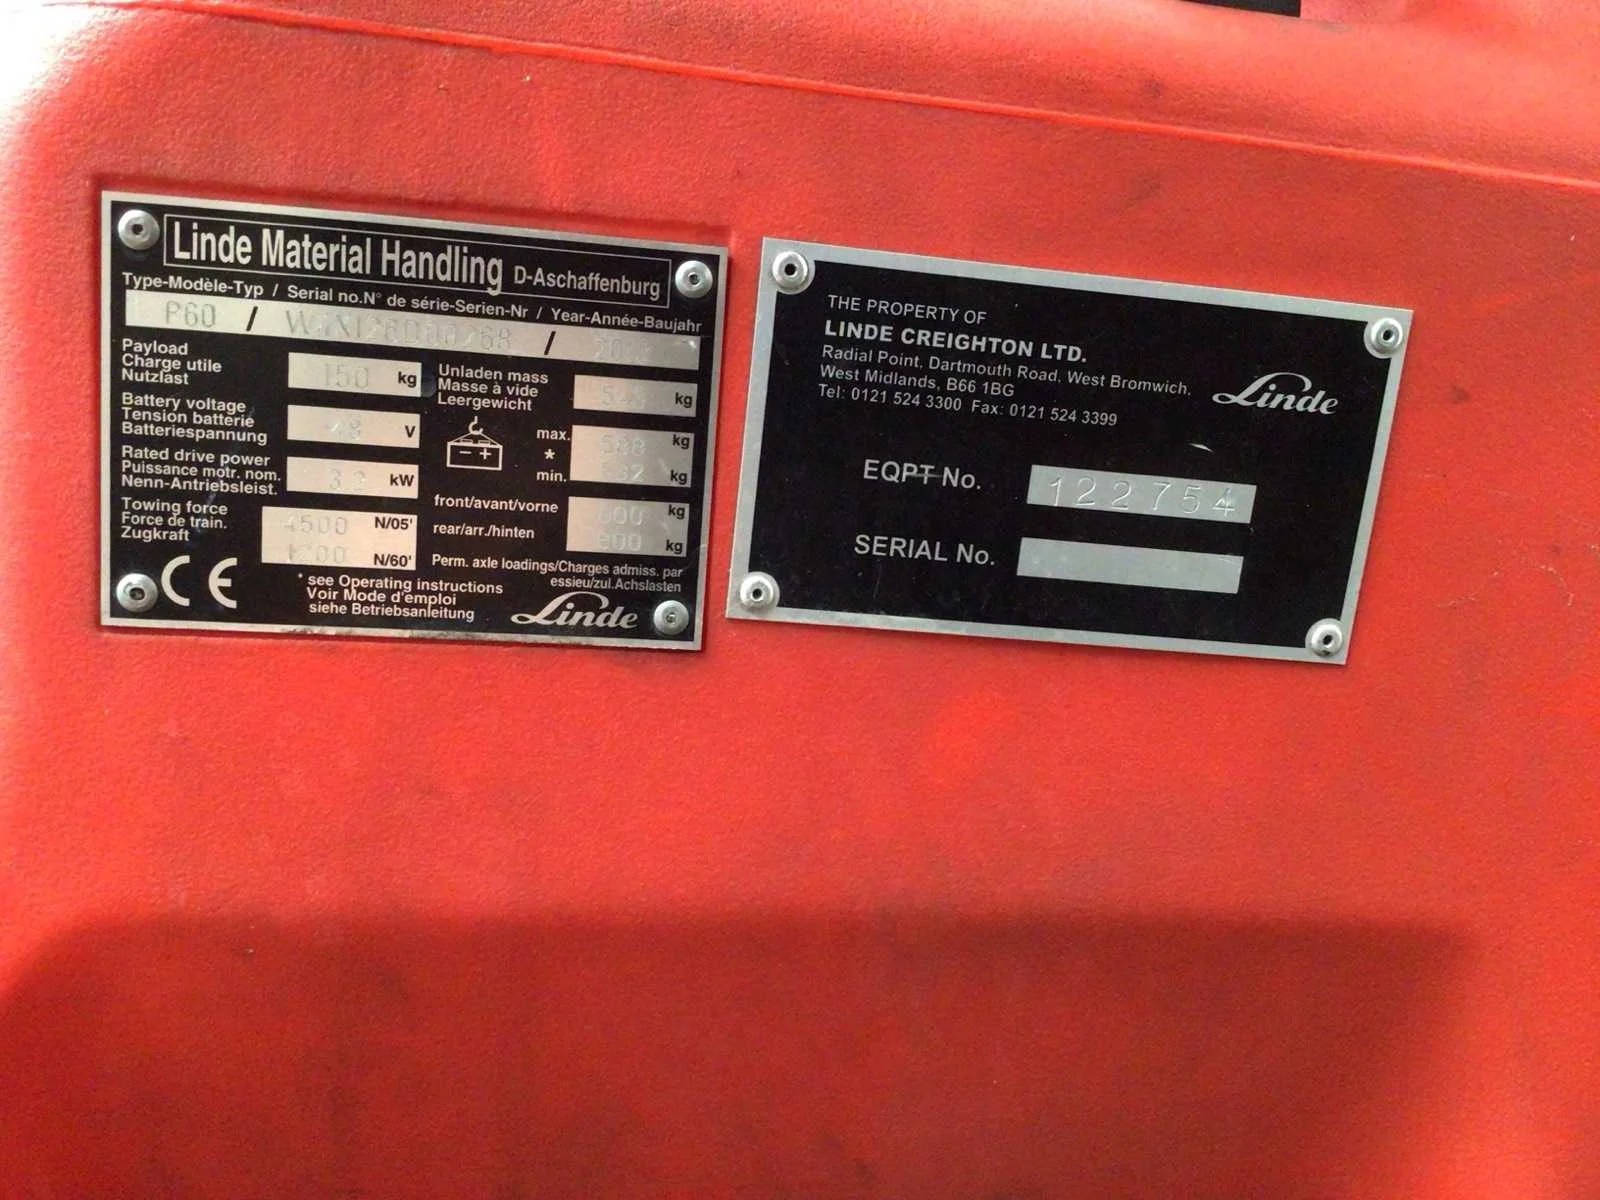 Linde Material Handling D-Aschaffenburg
Type-Modèle-Typ / Serial no.N° de série-Serien-Nr / Year-Année-Baujahr
P60 / /
Payload
Charge utile
Nutzlast
150 kg
Unladen mass
Masse à vide
Leergewicht
kg
Battery voltage
Tension batterie
Batteriespannung
48 V
max. 588 kg
*
min. kg
- +
Rated drive power
Puissance motr. nom.
Nenn-Antriebsleist.
kW
Towing force
Force de train.
Zugkraft
4500 N/05'
N/60'
front/avant/vorne kg
rear/arr./hinten kg
Perm. axle loadings/Charges admiss. par
essieu/zul.Achslasten
CE
* see Operating instructions
Voir Mode d'emploi
siehe Betriebsanleitung
Linde
THE PROPERTY OF
LINDE CREIGHTON LTD.
Radial Point, Dartmouth Road, West Bromwich,
West Midlands, B66 1BG
Tel: 0121 524 3300 Fax: 0121 524 3399
Linde
EQPT No. 122754
SERIAL No.